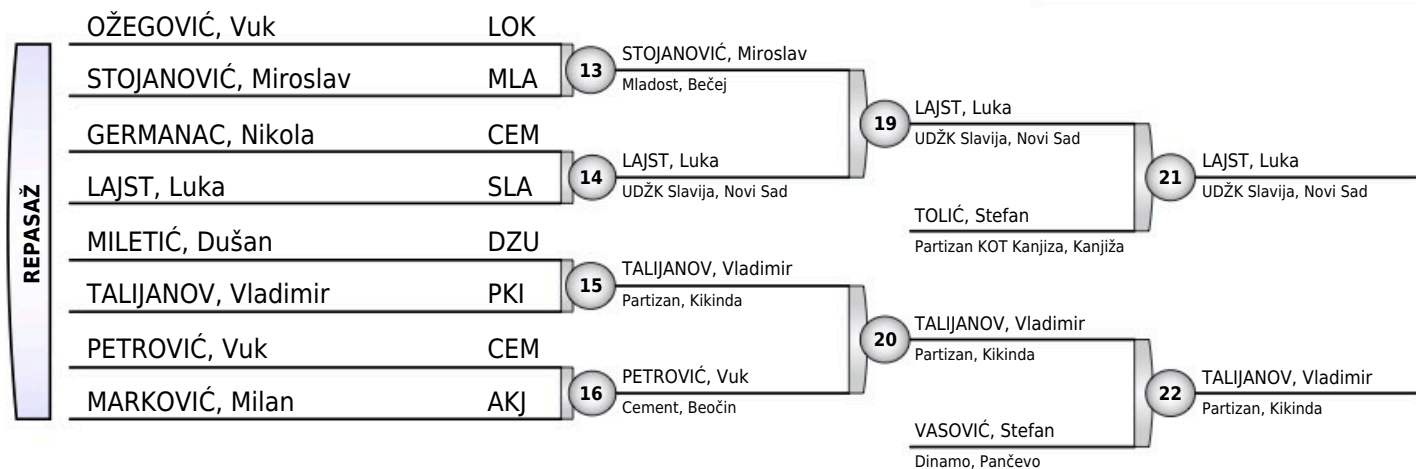 REPASAŽ
OŽEGOVIĆ, Vuk LOK
STOJANOVIĆ, Miroslav MLA
GERMANAC, Nikola CEM
LAJST, Luka SLA
MILETIĆ, Dušan DZU
TALIJANOV, Vladimir PKI
PETROVIĆ, Vuk CEM
MARKOVIĆ, Milan AKJ
13
STOJANOVIĆ, Miroslav
Mladost, Bečej
14
LAJST, Luka
UDŽK Slavija, Novi Sad
15
TALIJANOV, Vladimir
Partizan, Kikinda
16
PETROVIĆ, Vuk
Cement, Beočin
19
LAJST, Luka
UDŽK Slavija, Novi Sad
TOLIĆ, Stefan
Partizan KOT Kanjiza, Kanjiža
20
TALIJANOV, Vladimir
Partizan, Kikinda
VASOVIĆ, Stefan
Dinamo, Pančevo
21
LAJST, Luka
UDŽK Slavija, Novi Sad
22
TALIJANOV, Vladimir
Partizan, Kikinda